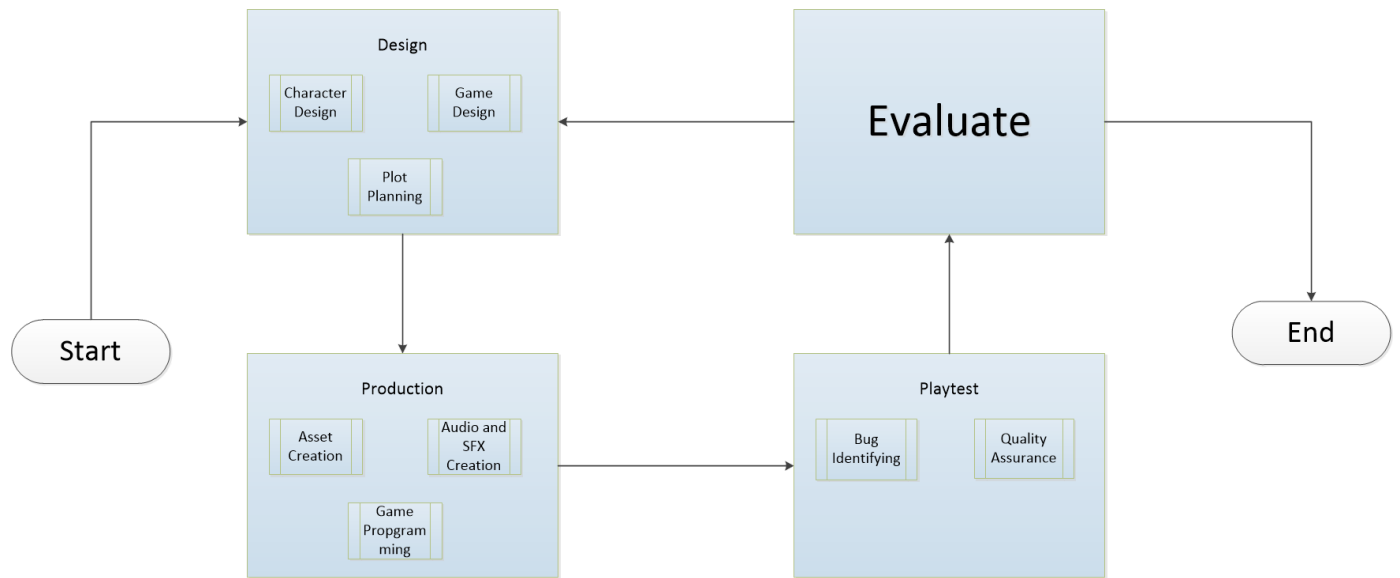 Design
Character
Design
Game
Design
Plot
Planning
Evaluate
Start
End
Production
Asset
Creation
Audio and
SFX
Creation
Game
Propgram
ming
Playtest
Bug
Identifying
Quality
Assurance